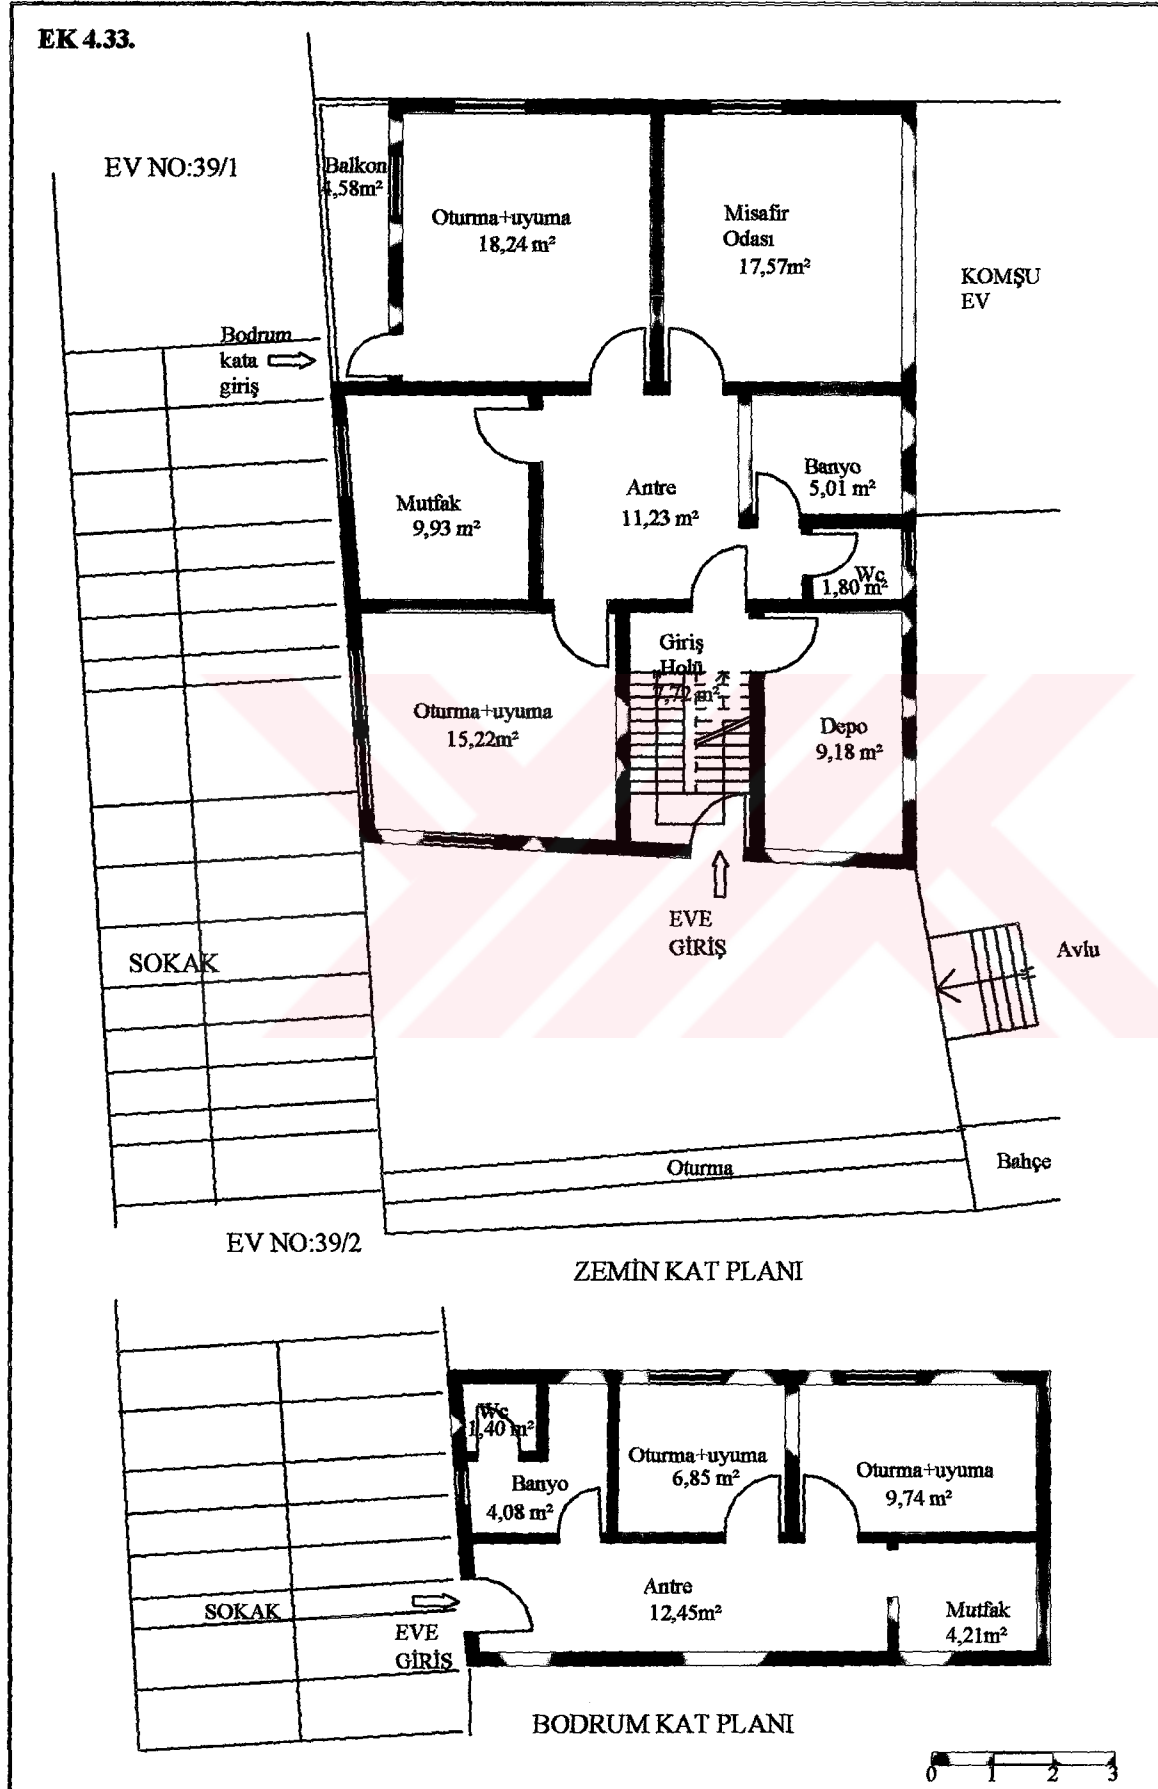 EK 4.33.
EV NO:39/1
Balkon
4,58m²
Oturma+uyuma
18,24 m²
Misafir
Odası
17,57m²
KOMŞU
EV
Bodrum
kata
giriş
Mutfak
9,93 m²
Antre
11,23 m²
Banyo
5,01 m²
Wc
1,80 m²
Giriş
Holü
7,72 m²
Oturma+uyuma
15,22m²
Depo
9,18 m²
EVE
GİRİŞ
SOKAK
Avlu
Oturma
Bahçe
EV NO:39/2
ZEMİN KAT PLANI
Wc
1,40 m²
Banyo
4,08 m²
Oturma+uyuma
6,85 m²
Oturma+uyuma
9,74 m²
Antre
12,45m²
Mutfak
4,21m²
SOKAK
EVE
GİRİŞ
BODRUM KAT PLANI
0 1 2 3